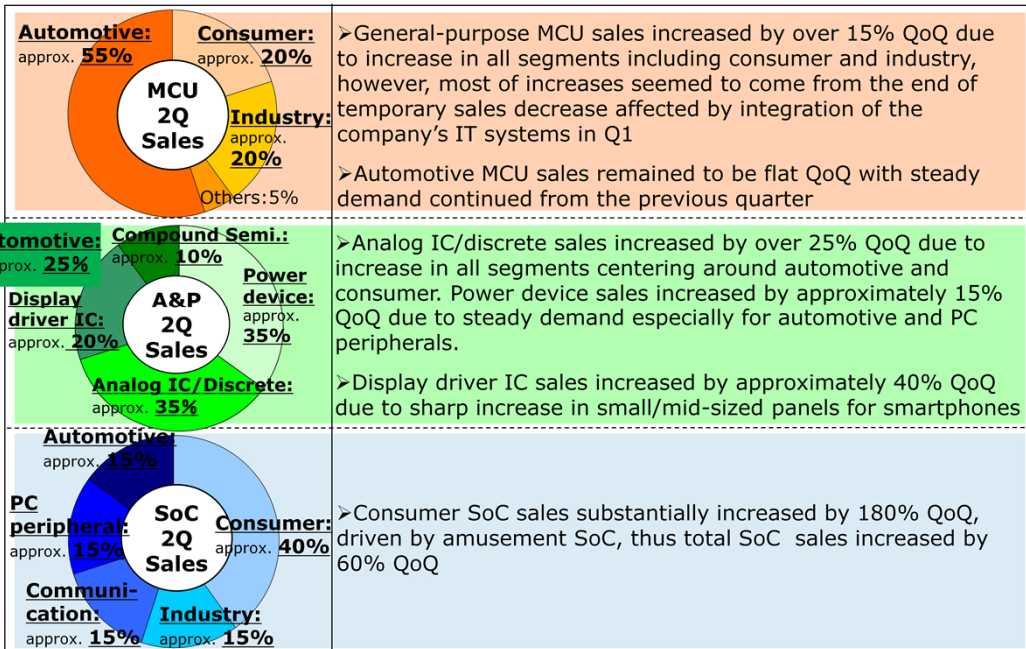 Automotive:
approx. 55%
Consumer:
approx. 20%
MCU
2Q
Sales
Industry:
approx.
20%
Others:5%
➢General-purpose MCU sales increased by over 15% QoQ due
to increase in all segments including consumer and industry,
however, most of increases seemed to come from the end of
temporary sales decrease affected by integration of the
company’s IT systems in Q1
➢Automotive MCU sales remained to be flat QoQ with steady
demand continued from the previous quarter
tomotive:
prox. 25%
Compound Semi.:
approx. 10%
Display
driver IC:
approx. 20%
A&P
2Q
Sales
Power
device:
approx.
35%
Analog IC/Discrete:
approx. 35%
➢Analog IC/discrete sales increased by over 25% QoQ due to
increase in all segments centering around automotive and
consumer. Power device sales increased by approximately 15%
QoQ due to steady demand especially for automotive and PC
peripherals.
➢Display driver IC sales increased by approximately 40% QoQ
due to sharp increase in small/mid-sized panels for smartphones
Automotive:
approx. 15%
PC
peripheral:
approx. 15%
SoC
2Q
Sales
Consumer:
approx. 40%
Communi-
cation:
approx. 15%
Industry:
approx. 15%
➢Consumer SoC sales substantially increased by 180% QoQ,
driven by amusement SoC, thus total SoC sales increased by
60% QoQ